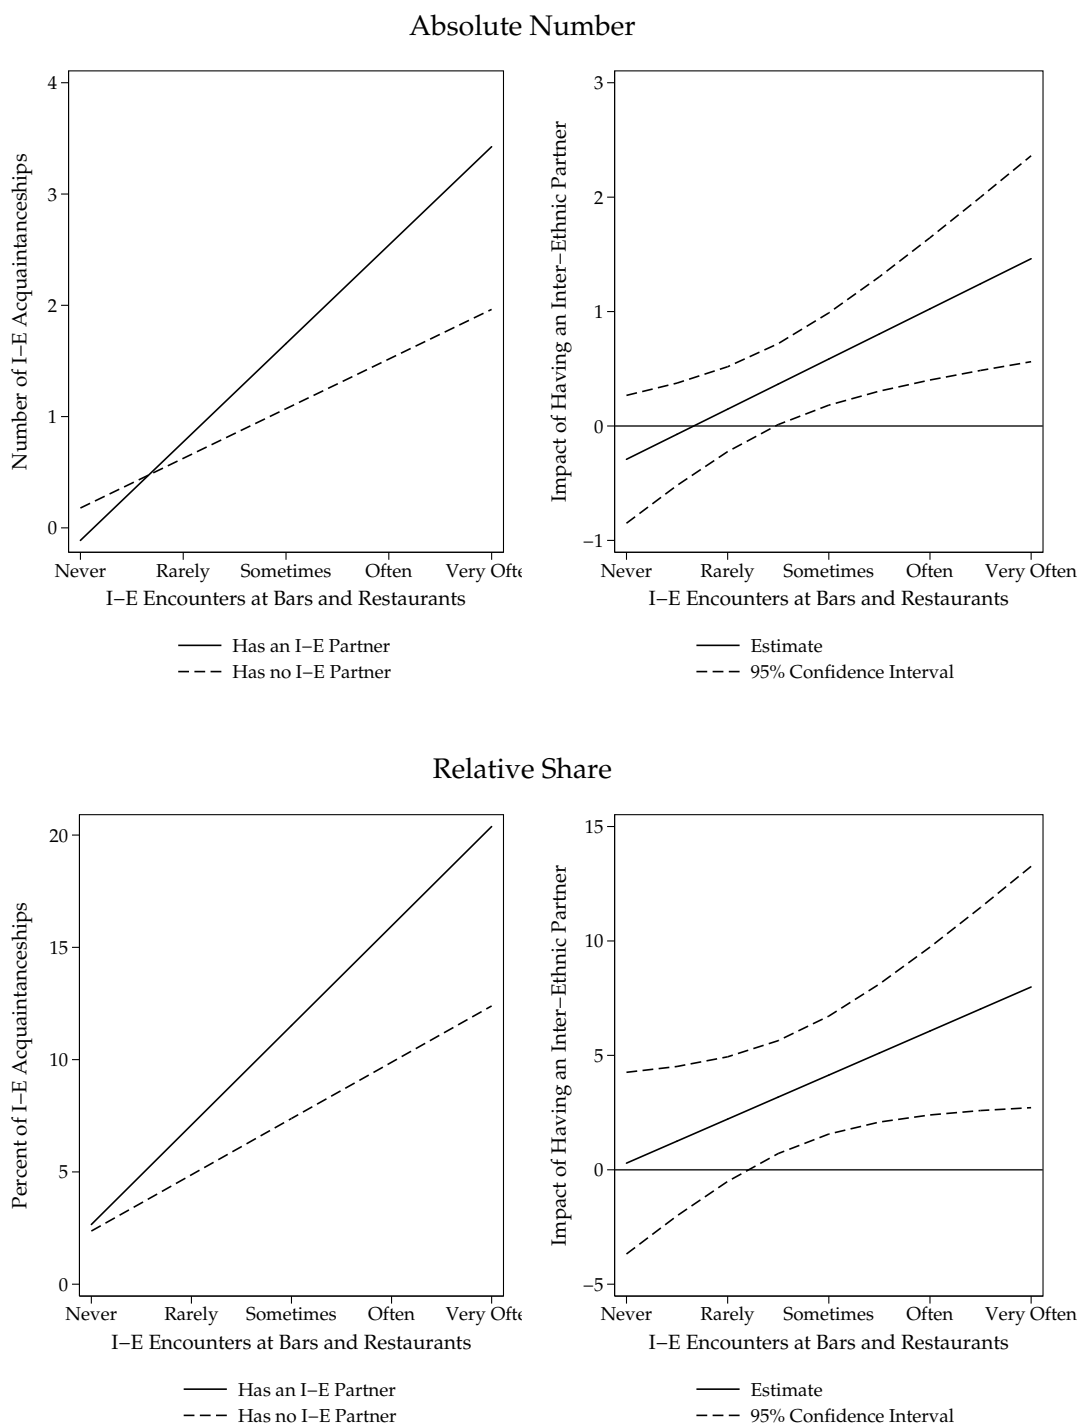 Absolute Number
Number of I−E Acquaintanceships
4
3
2
1
0
Never Rarely Sometimes Often Very Ofte
I−E Encounters at Bars and Restaurants
Has an I−E Partner
Has no I−E Partner
Impact of Having an Inter−Ethnic Partner
3
2
1
0
−1
Never Rarely Sometimes Often Very Often
I−E Encounters at Bars and Restaurants
Estimate
95% Confidence Interval
Relative Share
Percent of I−E Acquaintanceships
20
15
10
5
0
Never Rarely Sometimes Often Very Ofte
I−E Encounters at Bars and Restaurants
Has an I−E Partner
Has no I−E Partner
Impact of Having an Inter−Ethnic Partner
15
10
5
0
−5
Never Rarely Sometimes Often Very Often
I−E Encounters at Bars and Restaurants
Estimate
95% Confidence Interval